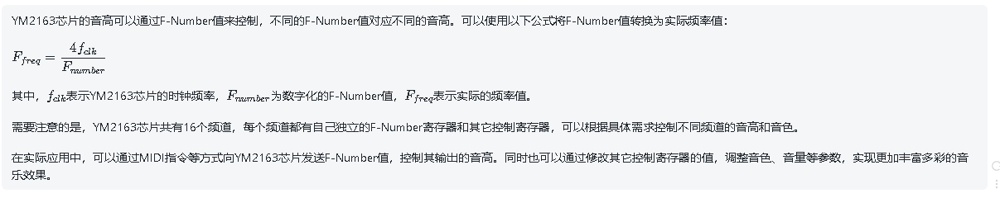 YM2163芯片的音高可以通过F-Number值来控制，不同的F-Number值对应不同的音高。可以使用以下公式将F-Number值转换为实际频率值：
F_{freq} = \frac{4f_{clk}}{F_{number}}
其中，f_{clk}表示YM2163芯片的时钟频率，F_{number}为数字化的F-Number值，F_{freq}表示实际的频率值。
需要注意的是，YM2163芯片共有16个频道，每个频道都有自己独立的F-Number寄存器和其它控制寄存器，可以根据具体需求控制不同频道的音高和音色。
在实际应用中，可以通过MIDI指令等方式向YM2163芯片发送F-Number值，控制其输出的音高。同时也可以通过修改其它控制寄存器的值，调整音色、音量等参数，实现更加丰富多彩的音
乐效果。